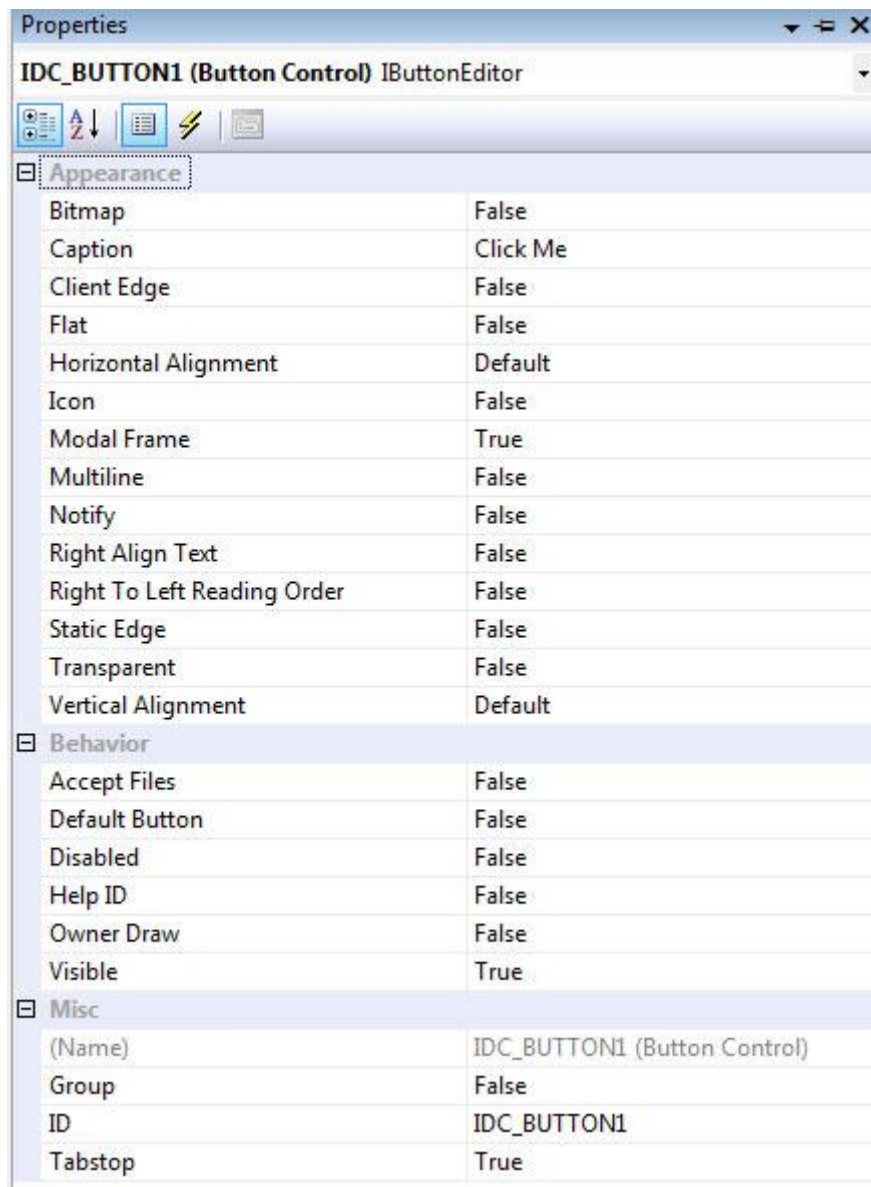 Properties
IDC_BUTTON1 (Button Control) IButtonEditor
Appearance
Bitmap False
Caption Click Me
Client Edge False
Flat False
Horizontal Alignment Default
Icon False
Modal Frame True
Multiline False
Notify False
Right Align Text False
Right To Left Reading Order False
Static Edge False
Transparent False
Vertical Alignment Default
Behavior
Accept Files False
Default Button False
Disabled False
Help ID False
Owner Draw False
Visible True
Misc
(Name) IDC_BUTTON1 (Button Control)
Group False
ID IDC_BUTTON1
Tabstop True